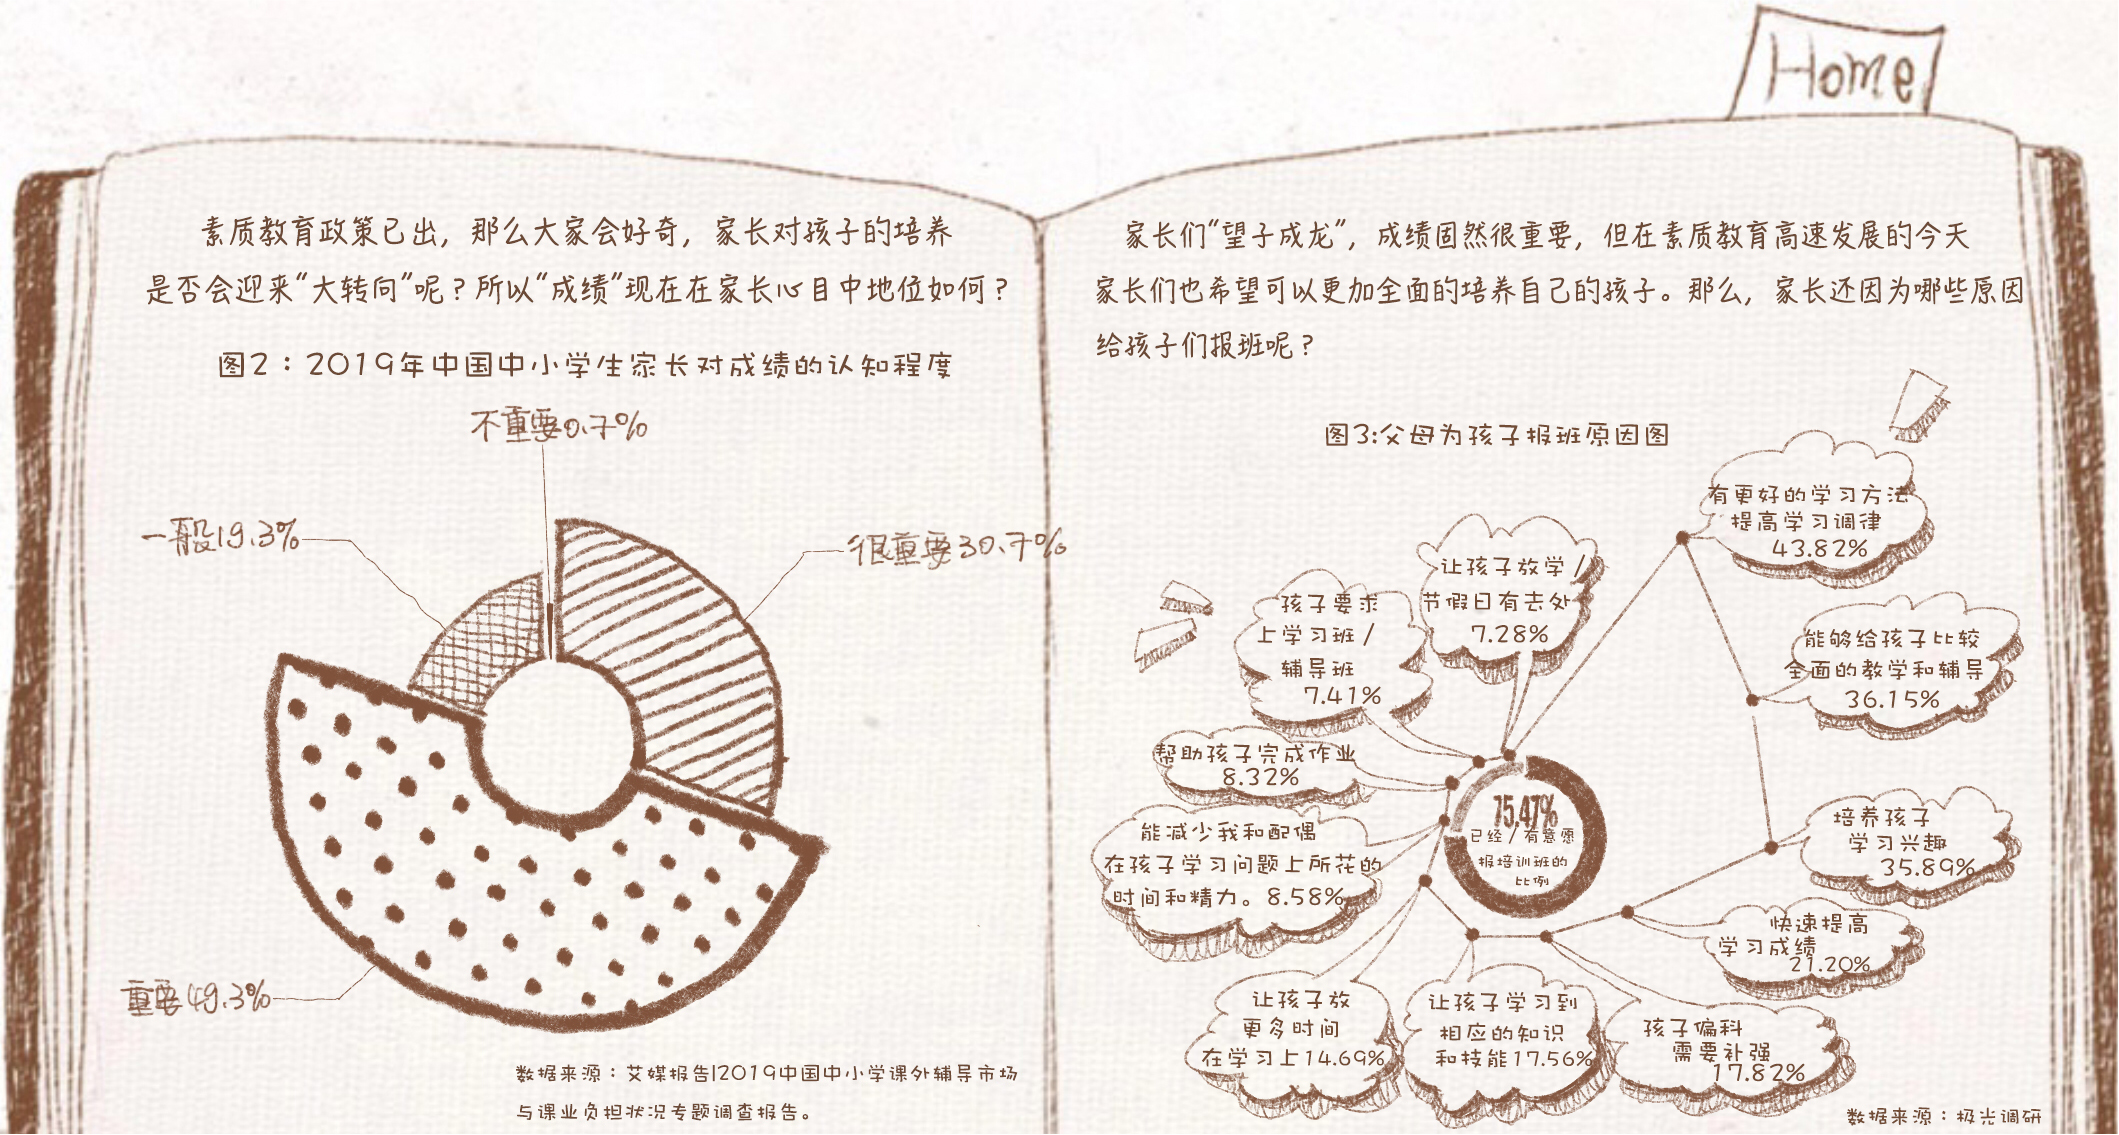 Home
素质教育政策已出，那么大家会好奇，家长对孩子的培养
是否会迎来“大转向”呢？所以“成绩”现在在家长心目中地位如何？
图2：2019年中国中小学生家长对成绩的认知程度
不重要0.7%
一般19.3%
很重要30.7%
重要49.3%
数据来源：艾媒报告|2019中国中小学课外辅导市场
与课业负担状况专题调查报告。
家长们“望子成龙”，成绩固然很重要，但在素质教育高速发展的今天
家长们也希望可以更加全面的培养自己的孩子。那么，家长还因为哪些原因
给孩子们报班呢？
图3:父母为孩子报班原因图
有更好的学习方法
提高学习调律
43.82%
让孩子放学/
节假日有去处
7.28%
孩子要求
上学习班/
辅导班
7.41%
能够给孩子比较
全面的教学和辅导
36.15%
帮助孩子完成作业
8.32%
75.47%
已经/有意愿
报培训班的
比例
能减少我和配偶
在孩子学习问题上所花的
时间和精力。8.58%
培养孩子
学习兴趣
35.89%
快速提高
学习成绩
21.20%
让孩子放
更多时间
在学习上14.69%
让孩子学习到
相应的知识
和技能17.56%
孩子偏科
需要补强
17.82%
数据来源：极光调研